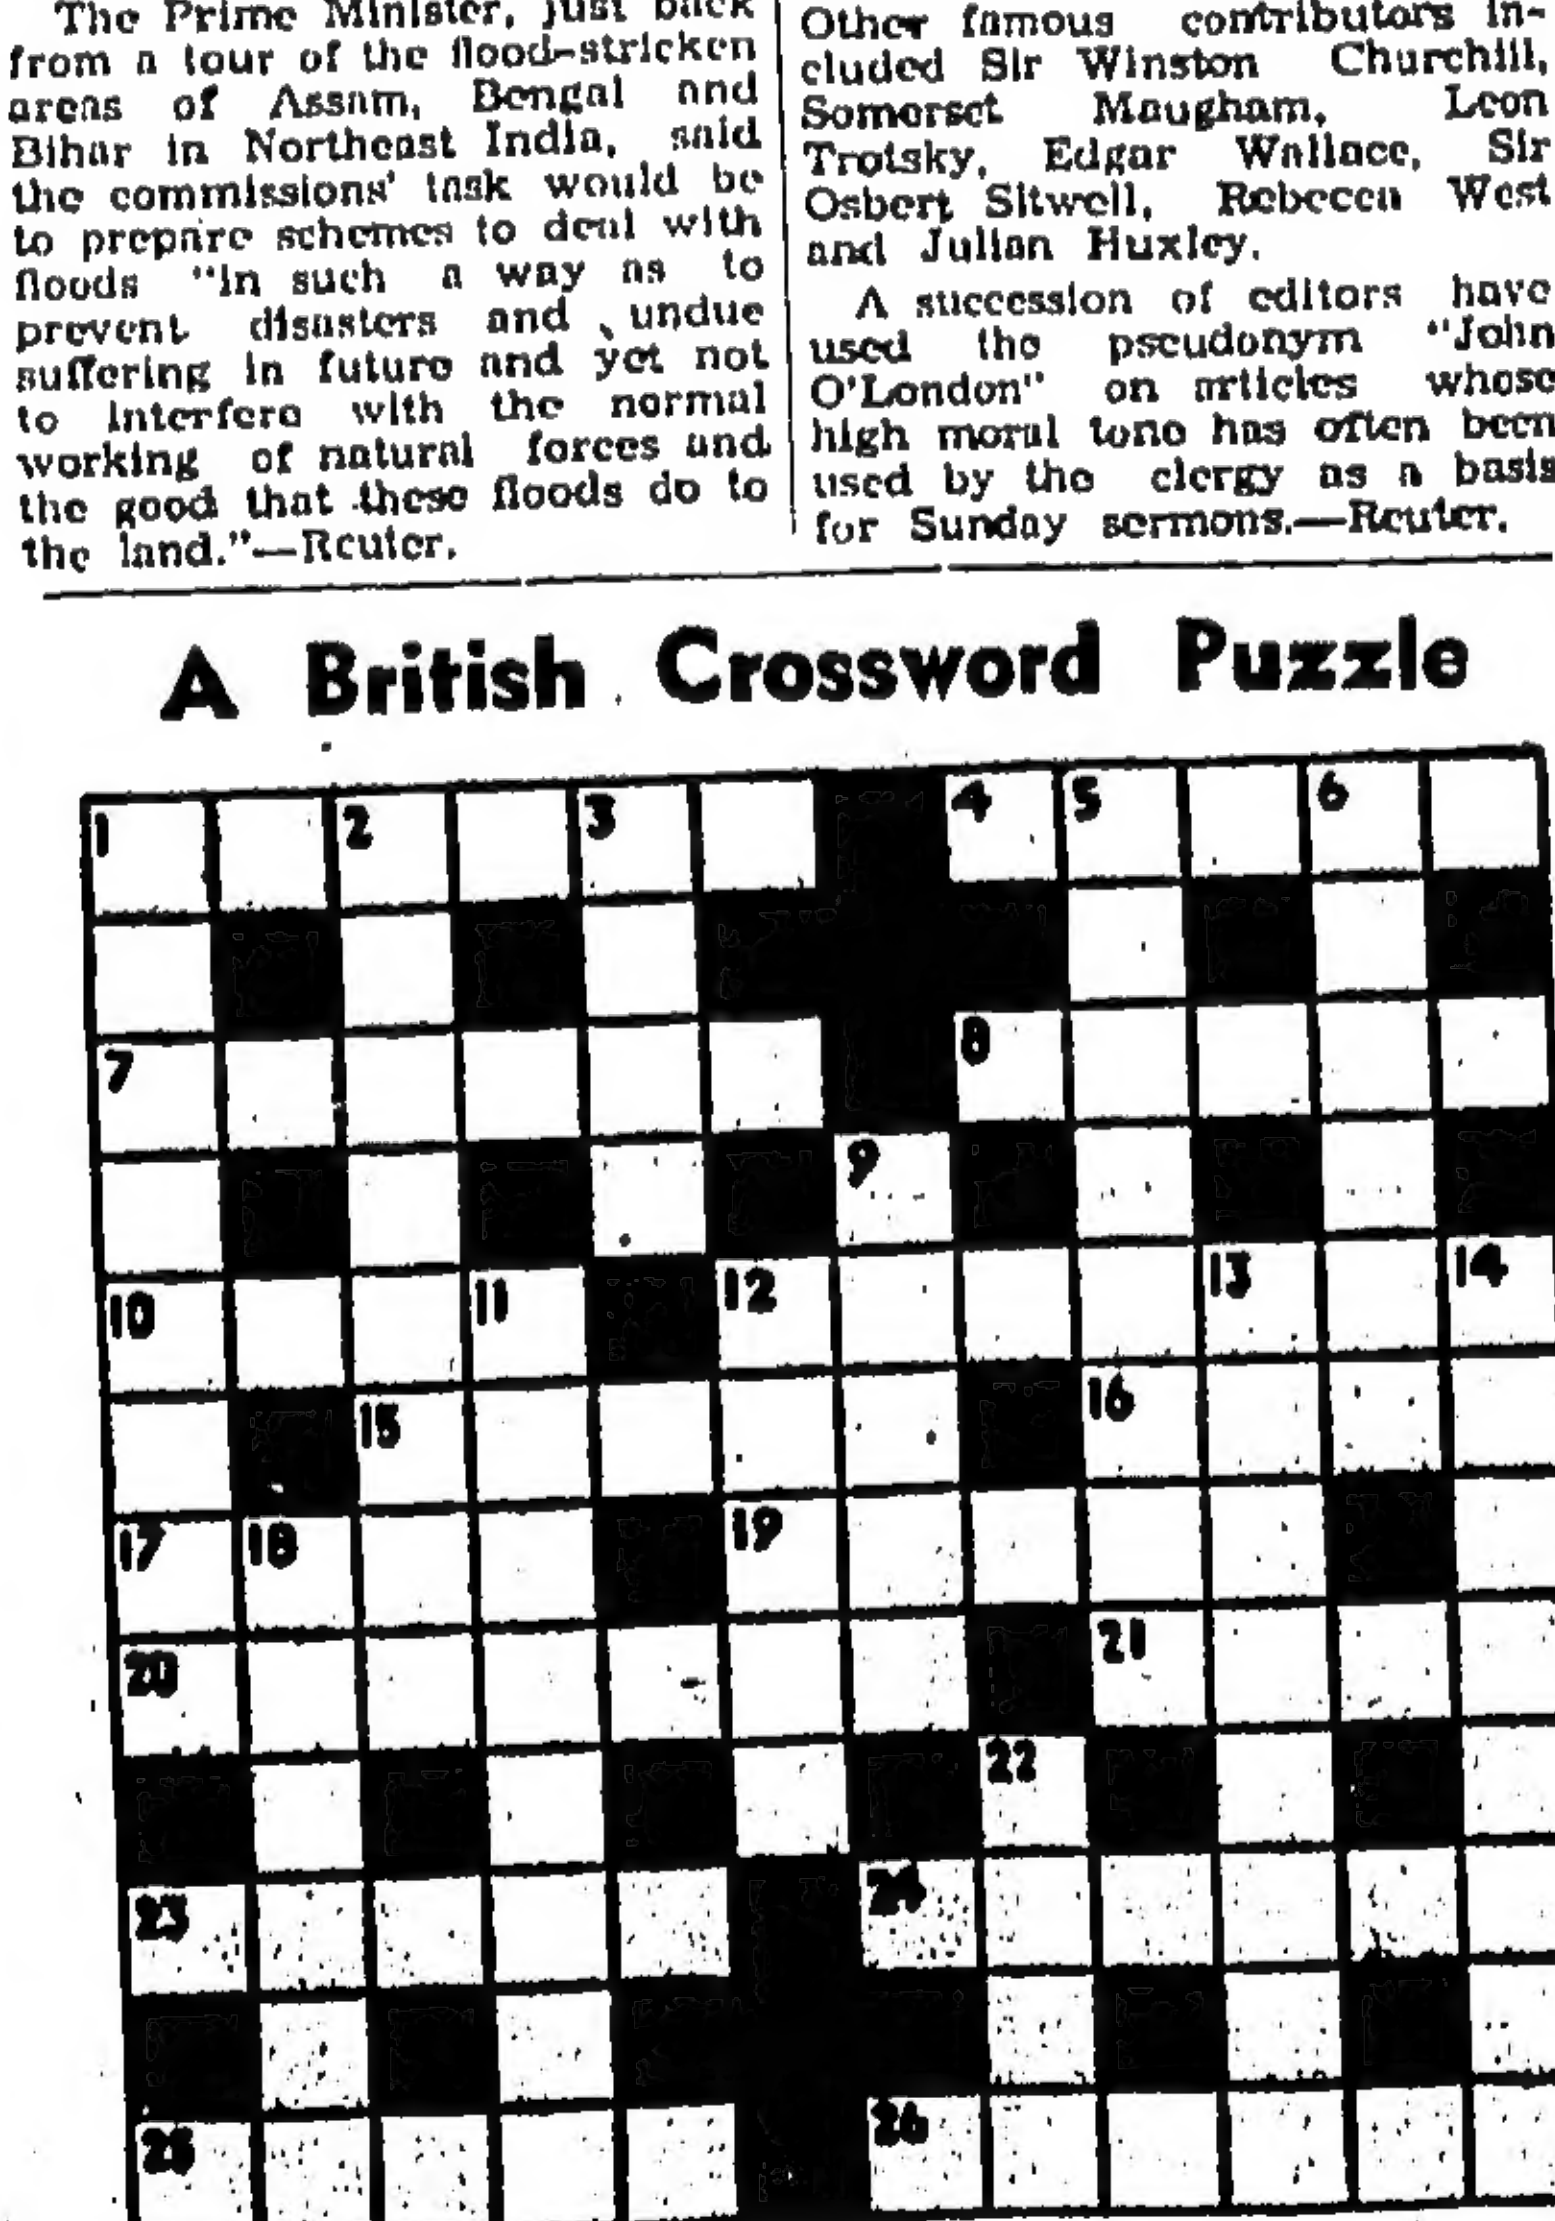 The Prime Minister, just back
from a tour of the flood-stricken
areas of Assam, Bengal and
Bihar in Northeast India, said
the commissions' task would be
to prepare schemes to deal with
floods "in such a way as to
prevent disasters and undue
suffering in future and yet not
to interfere with the normal
working of natural forces and
the good that these floods do to
the land."—Reuter.
Other famous contributors in-
cluded Sir Winston Churchill,
Somerset Maugham, Leon
Trotsky, Edgar Wallace, Sir
Osbert Sitwell, Rebecca West
and Julian Huxley.
A succession of editors have
used the pseudonym "John
O'London" on articles whose
high moral tone has often been
used by the clergy as a basis
for Sunday sermons.—Reuter.
A British Crossword Puzzle
1 2 3 4 5 6
7 8
9
10 11 12 13 14
15 16
17 18 19
20 21
22
23 24
25 26